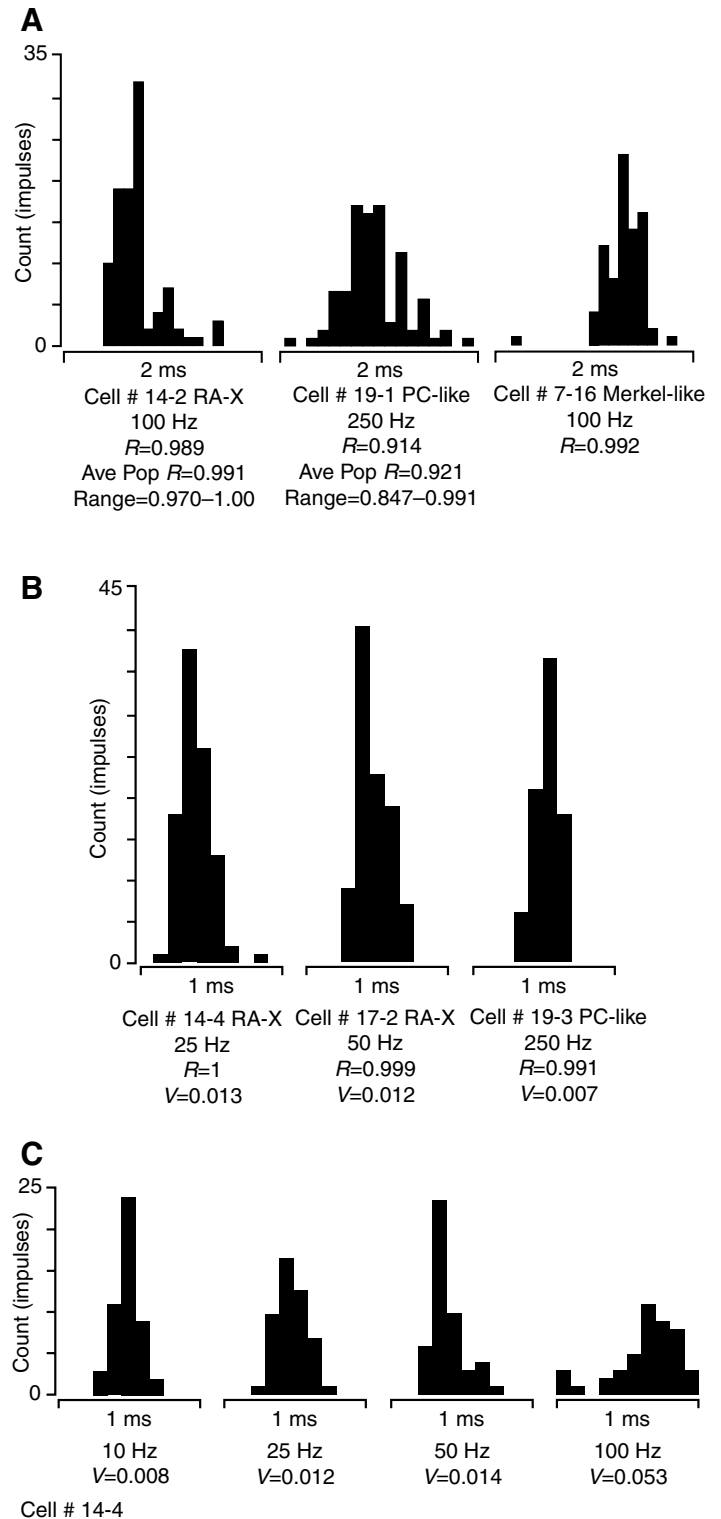 A
35
Count (impulses)
0
2 ms
Cell # 14-2 RA-X
100 Hz
R=0.989
Ave Pop R=0.991
Range=0.970–1.00
2 ms
Cell # 19-1 PC-like
250 Hz
R=0.914
Ave Pop R=0.921
Range=0.847–0.991
2 ms
Cell # 7-16 Merkel-like
100 Hz
R=0.992
B
45
Count (impulses)
0
1 ms
Cell # 14-4 RA-X
25 Hz
R=1
V=0.013
1 ms
Cell # 17-2 RA-X
50 Hz
R=0.999
V=0.012
1 ms
Cell # 19-3 PC-like
250 Hz
R=0.991
V=0.007
C
25
Count (impulses)
0
1 ms
10 Hz
V=0.008
1 ms
25 Hz
V=0.012
1 ms
50 Hz
V=0.014
1 ms
100 Hz
V=0.053
Cell # 14-4